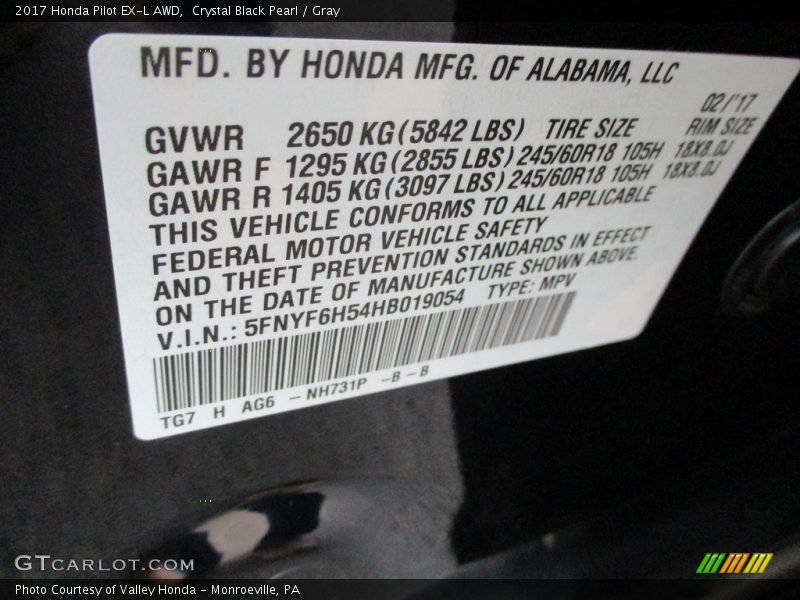 2017 Honda Pilot EX-L AWD,  Crystal Black Pearl / Gray
MFD. BY HONDA MFG. OF ALABAMA, LLC
02/'17
GVWR 2650 KG (5842 LBS) TIRE SIZE RIM SIZE
GAWR F 1295 KG (2855 LBS) 245/60R18 105H 18X8.0J
GAWR R 1405 KG (3097 LBS) 245/60R18 105H 18X8.0J
THIS VEHICLE CONFORMS TO ALL APPLICABLE
FEDERAL MOTOR VEHICLE SAFETY
AND THEFT PREVENTION STANDARDS IN EFFECT
ON THE DATE OF MANUFACTURE SHOWN ABOVE.
V.I.N.: 5FNYF6H54HB019054 TYPE: MPV
TG7 H AG6 – NH731P – B – B
GTCARLOT.COM
Photo Courtesy of Valley Honda – Monroeville, PA